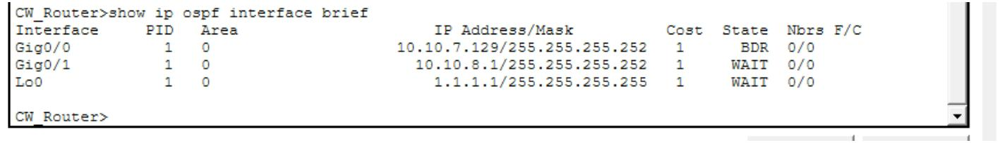 CW_Router>show ip ospf interface brief
Interface PID Area IP Address/Mask Cost State Nbrs F/C
Gig0/0 1 0 10.10.7.129/255.255.255.252 1 BDR 0/0
Gig0/1 1 0 10.10.8.1/255.255.255.252 1 WAIT 0/0
Lo0 1 0 1.1.1.1/255.255.255.255 1 WAIT 0/0
CW_Router>